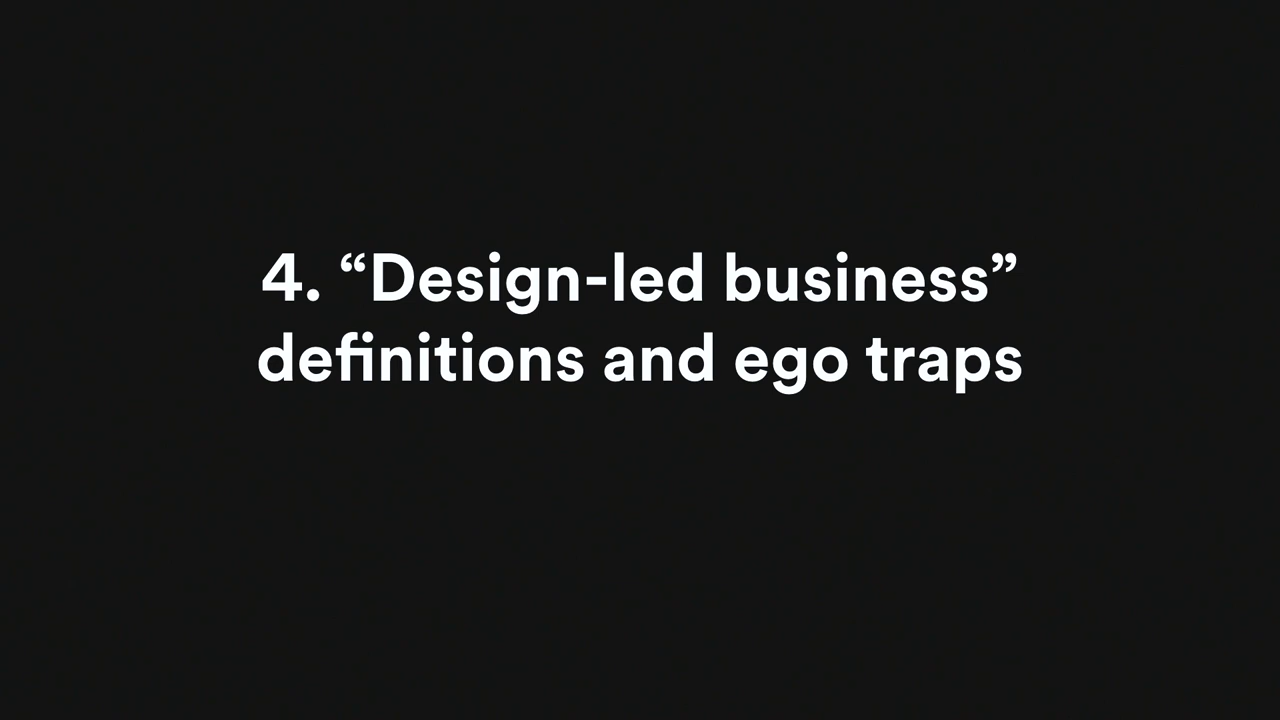 4. “Design-led business”
definitions and ego traps